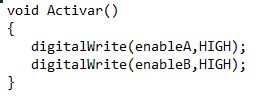 void Activar()
{
   digitalWrite(enableA,HIGH);
   digitalWrite(enableB,HIGH);
}